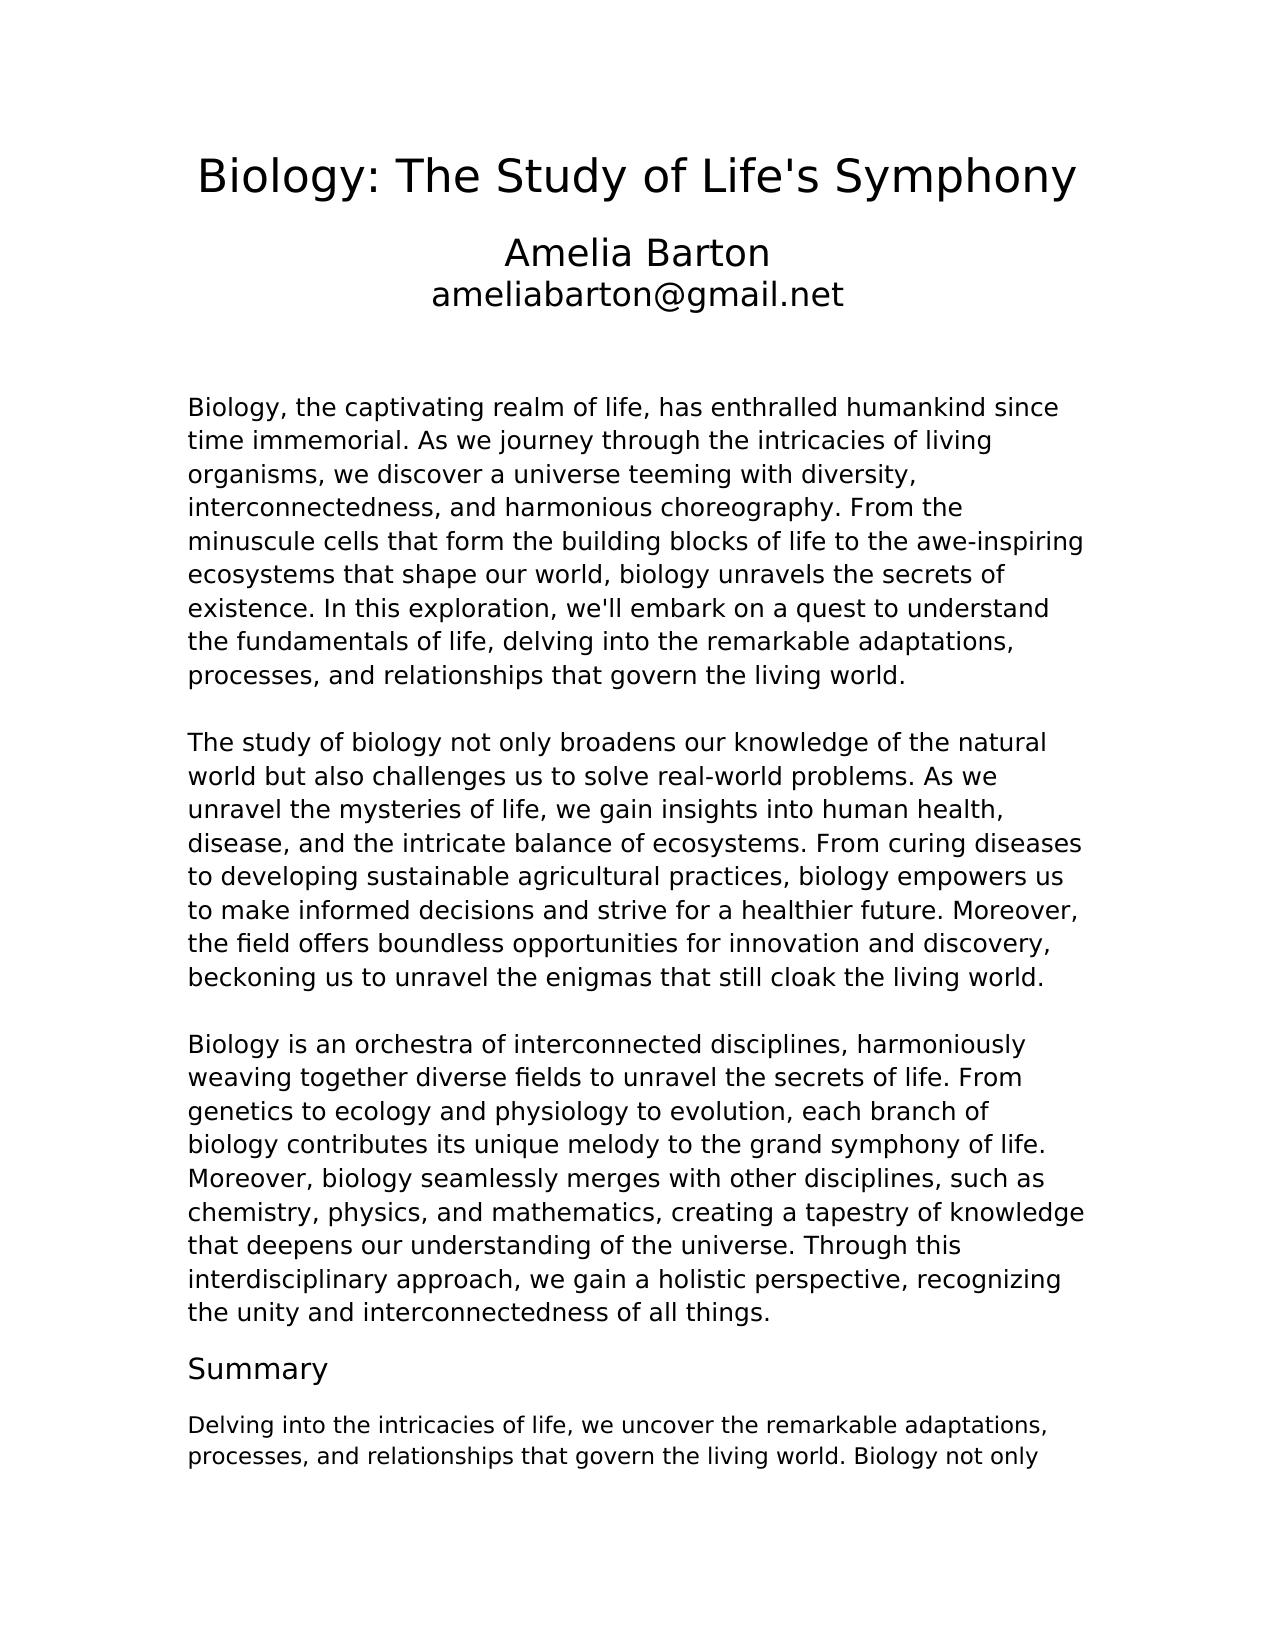 Biology: The Study of Life's Symphony
Amelia Barton
ameliabarton@gmail.net
Biology, the captivating realm of life, has enthralled humankind since
time immemorial. As we journey through the intricacies of living
organisms, we discover a universe teeming with diversity,
interconnectedness, and harmonious choreography. From the
minuscule cells that form the building blocks of life to the awe-inspiring
ecosystems that shape our world, biology unravels the secrets of
existence. In this exploration, we'll embark on a quest to understand
the fundamentals of life, delving into the remarkable adaptations,
processes, and relationships that govern the living world.
The study of biology not only broadens our knowledge of the natural
world but also challenges us to solve real-world problems. As we
unravel the mysteries of life, we gain insights into human health,
disease, and the intricate balance of ecosystems. From curing diseases
to developing sustainable agricultural practices, biology empowers us
to make informed decisions and strive for a healthier future. Moreover,
the field offers boundless opportunities for innovation and discovery,
beckoning us to unravel the enigmas that still cloak the living world.
Biology is an orchestra of interconnected disciplines, harmoniously
weaving together diverse fields to unravel the secrets of life. From
genetics to ecology and physiology to evolution, each branch of
biology contributes its unique melody to the grand symphony of life.
Moreover, biology seamlessly merges with other disciplines, such as
chemistry, physics, and mathematics, creating a tapestry of knowledge
that deepens our understanding of the universe. Through this
interdisciplinary approach, we gain a holistic perspective, recognizing
the unity and interconnectedness of all things.
Summary
Delving into the intricacies of life, we uncover the remarkable adaptations,
processes, and relationships that govern the living world. Biology not only